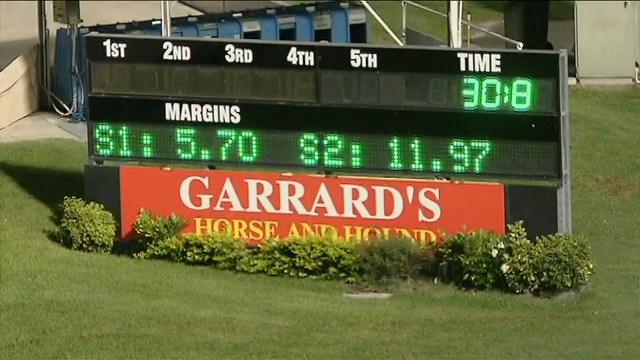 1ST 2ND 3RD 4TH 5TH TIME
30:8
MARGINS
S1: 5.70 S2: 11.97
GARRARD'S
HORSE AND HOUND